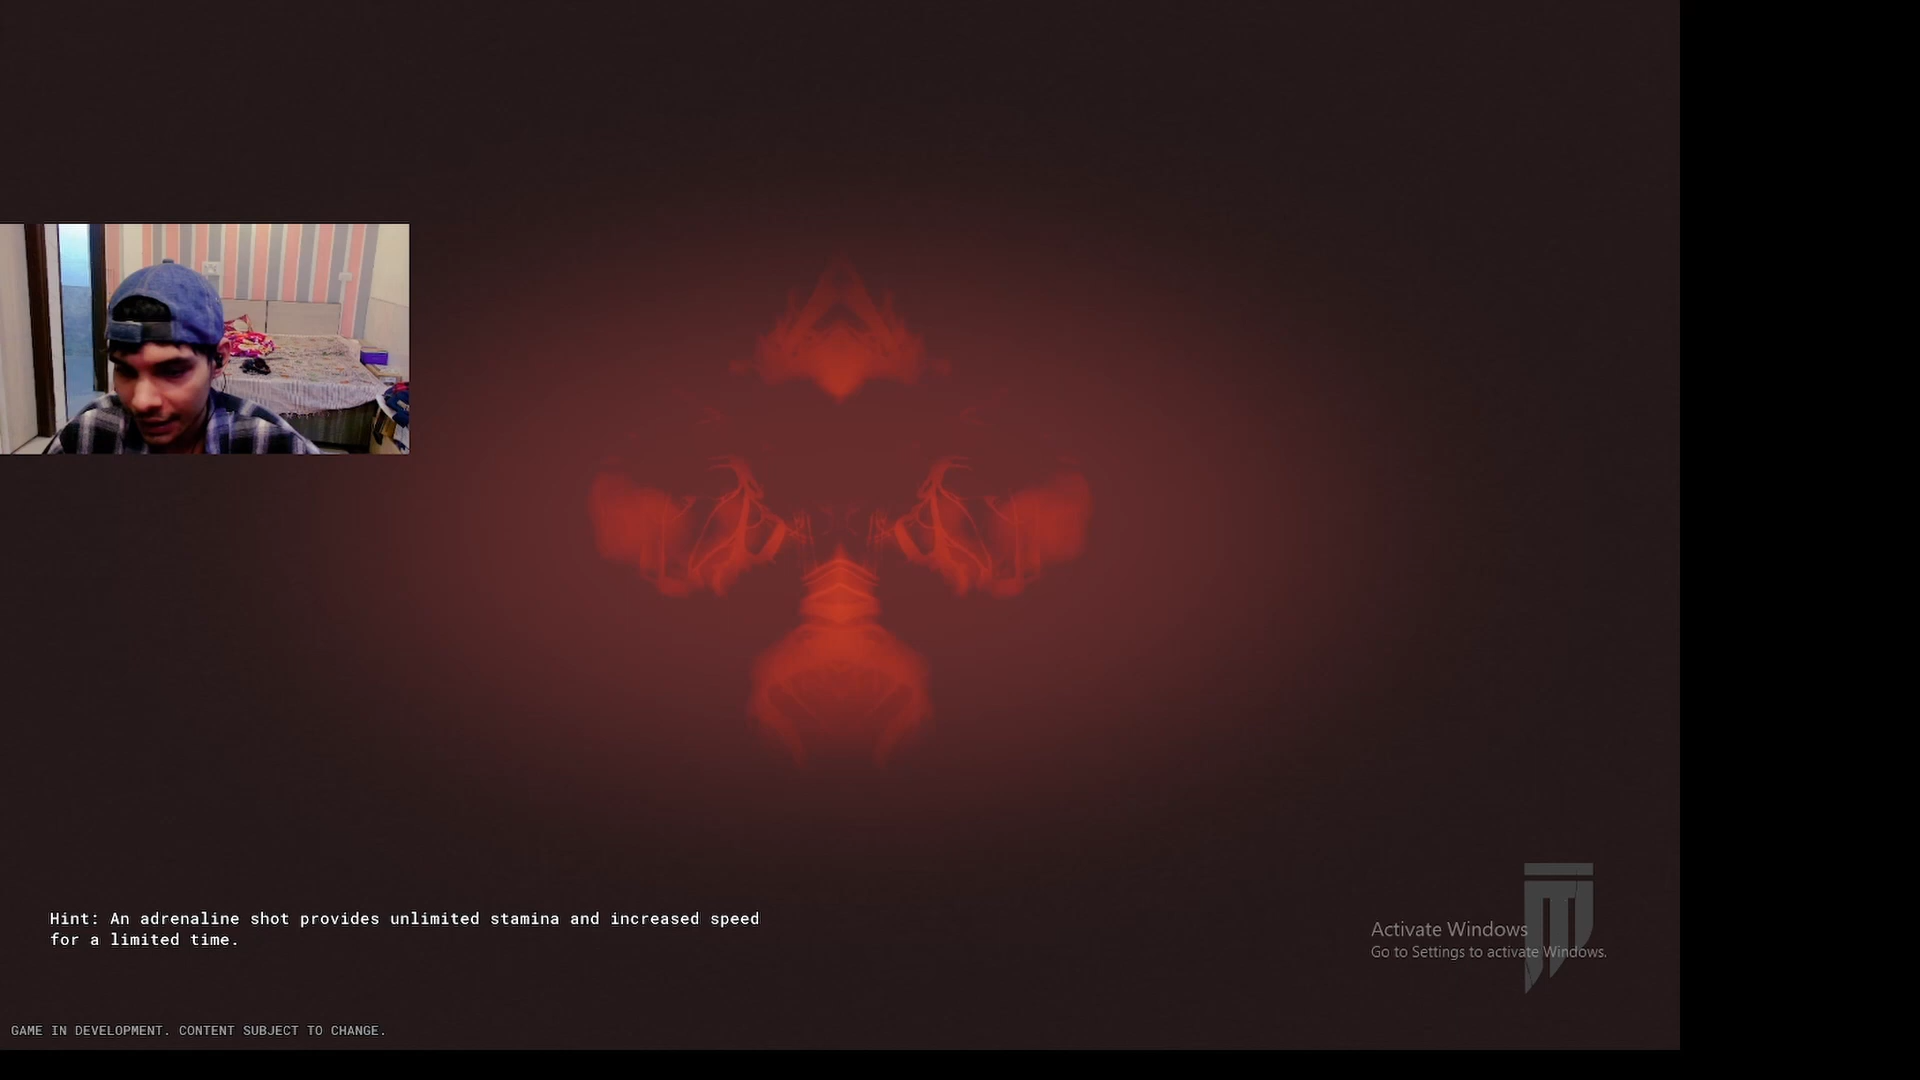 Hint: An adrenaline shot provides unlimited stamina and increased speed
for a limited time.
Activate Windows
Go to Settings to activate Windows.
GAME IN DEVELOPMENT. CONTENT SUBJECT TO CHANGE.